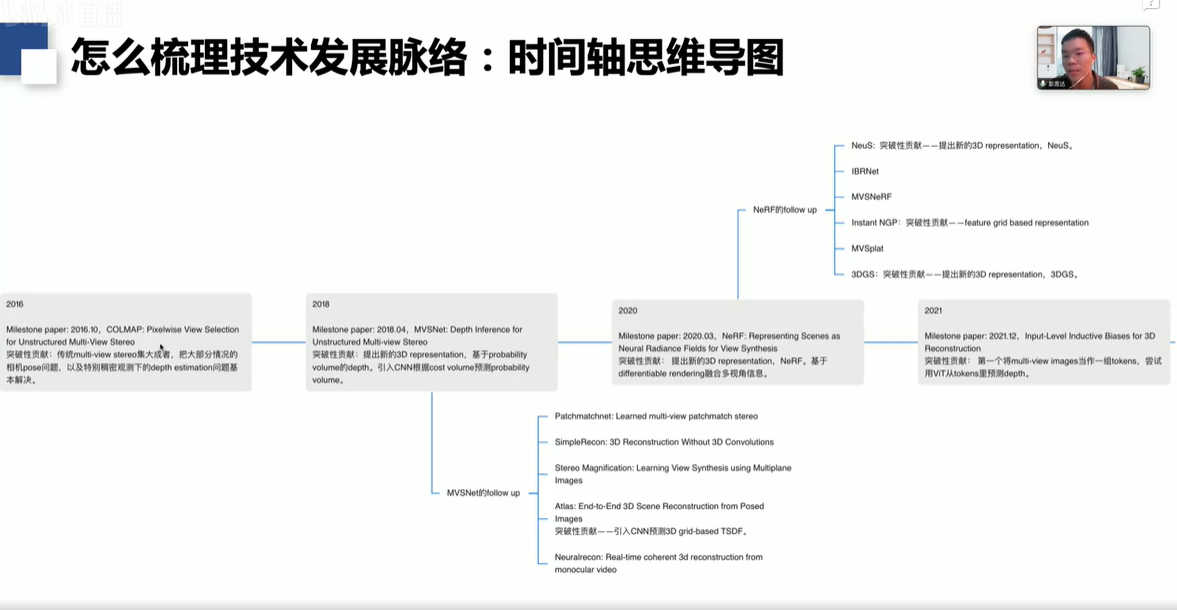 怎么梳理技术发展脉络：时间轴思维导图
彭思达
NeuS: 突破性贡献——提出新的3D representation，NeuS。
IBRNet
MVSNeRF
NeRF的follow up
Instant NGP：突破性贡献——feature grid based representation
MVSplat
3DGS：突破性贡献——提出新的3D representation，3DGS。
2016
Milestone paper: 2016.10，COLMAP: Pixelwise View Selection
for Unstructured Multi-View Stereo
突破性贡献：传统multi-view stereo集大成者，把大部分情况的
相机pose问题，以及特别稠密观测下的depth estimation问题基
本解决。
2018
Milestone paper: 2018.04，MVSNet: Depth Inference for
Unstructured Multi-view Stereo
突破性贡献：提出新的3D representation，基于probability
volume的depth。引入CNN根据cost volume预测probability
volume。
2020
Milestone paper: 2020.03，NeRF: Representing Scenes as
Neural Radiance Fields for View Synthesis
突破性贡献： 提出新的3D representation，NeRF。基于
differentiable rendering融合多视角信息。
2021
Milestone paper: 2021.12，Input-Level Inductive Biases for 3D
Reconstruction
突破性贡献： 第一个将multi-view images当作一组tokens，尝试
用ViT从tokens里预测depth。
MVSNet的follow up
Patchmatchnet: Learned multi-view patchmatch stereo
SimpleRecon: 3D Reconstruction Without 3D Convolutions
Stereo Magnification: Learning View Synthesis using Multiplane
Images
Atlas: End-to-End 3D Scene Reconstruction from Posed
Images
突破性贡献——引入CNN预测3D grid-based TSDF。
Neuralrecon: Real-time coherent 3d reconstruction from
monocular video